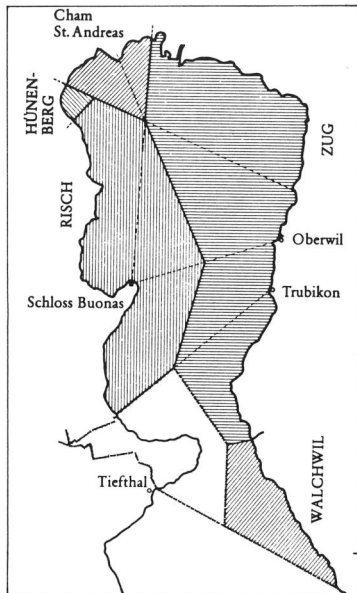 Cham
St. Andreas
HÜNEN-
BERG
ZUG
RISCH
Oberwil
Schloss Buonas
Trubikon
Tiefthal
WALCHWIL